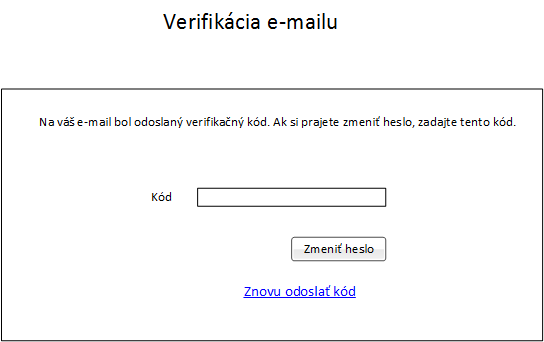 Verifikácia e-mailu
Na váš e-mail bol odoslaný verifikačný kód. Ak si prajete zmeniť heslo, zadajte tento kód.
Kód
Zmeniť heslo
Znovu odoslať kód